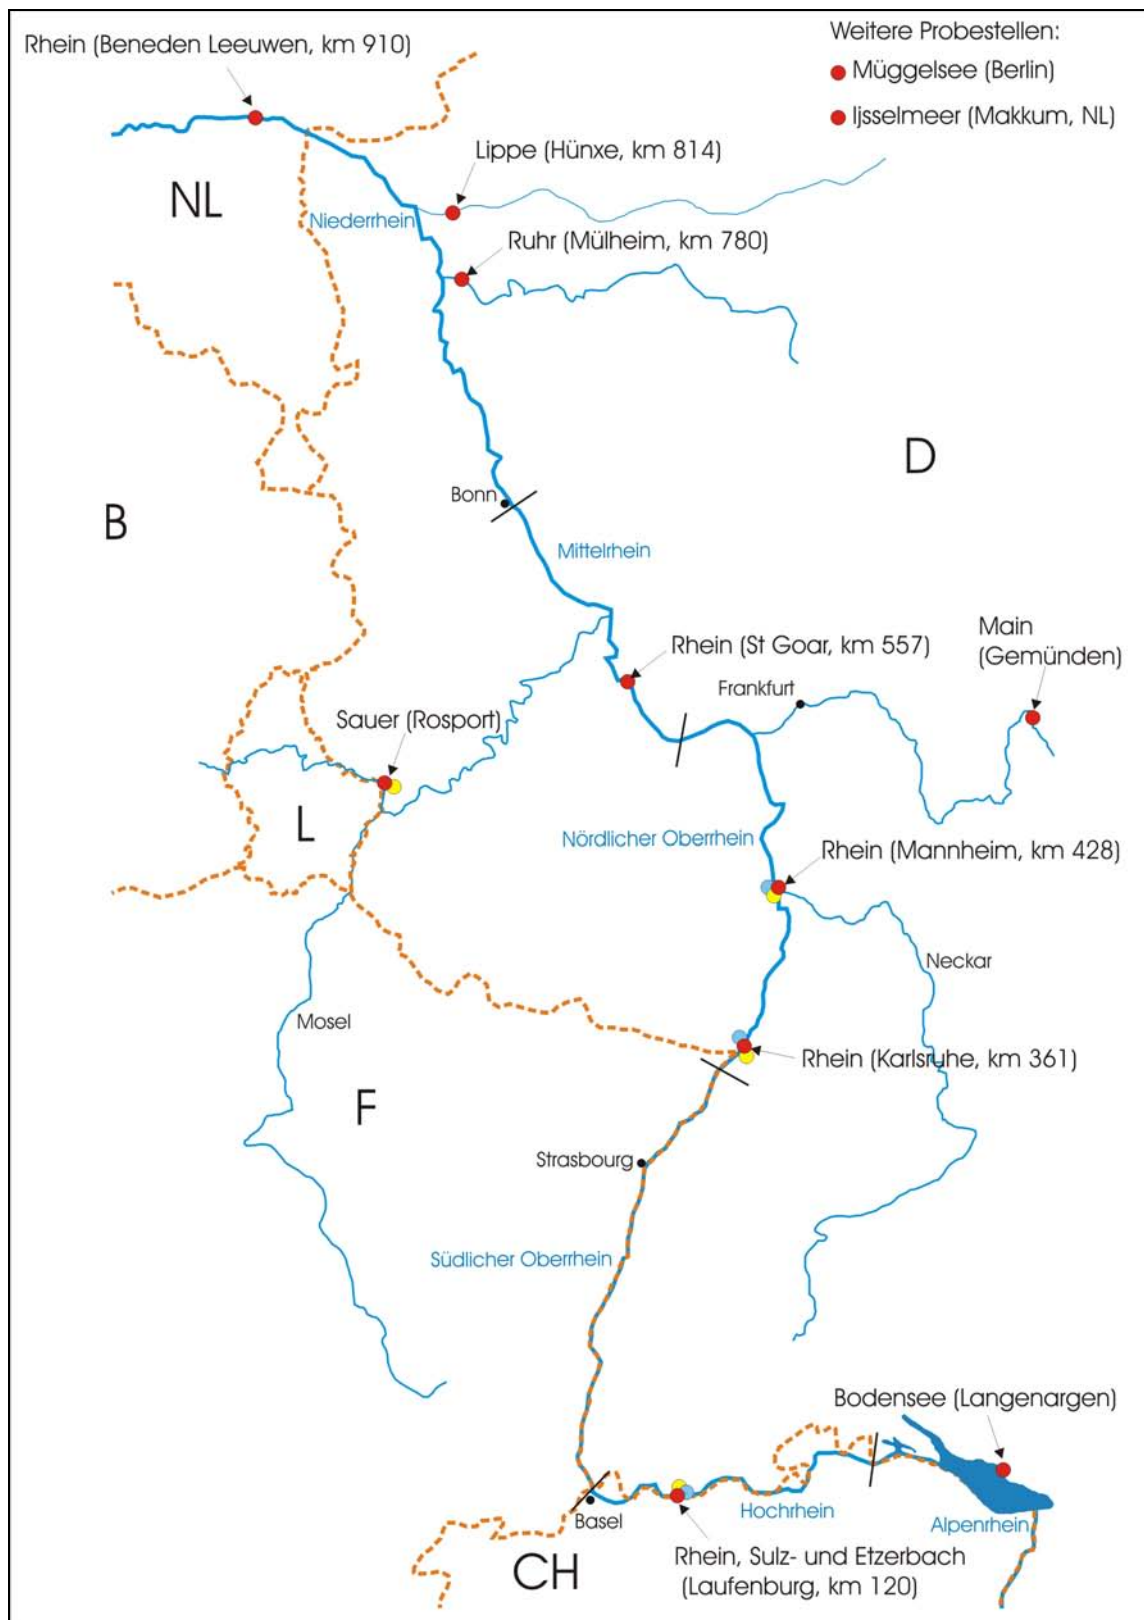 Rhein (Beneden Leeuwen, km 910)
Weitere Probestellen:
Müggelsee (Berlin)
Ijsselmeer (Makkum, NL)
Lippe (Hünxe, km 814)
NL
Niederrhein
Ruhr (Mülheim, km 780)
D
Bonn
B
Mittelrhein
Main
(Gemünden)
Rhein (St Goar, km 557)
Frankfurt
Sauer (Rosport)
L
Nördlicher Oberrhein
Rhein (Mannheim, km 428)
Neckar
Mosel
Rhein (Karlsruhe, km 361)
F
Strasbourg
Südlicher Oberrhein
Bodensee (Langenargen)
Hochrhein
Basel
Alpenrhein
Rhein, Sulz- und Etzerbach
(Laufenburg, km 120)
CH